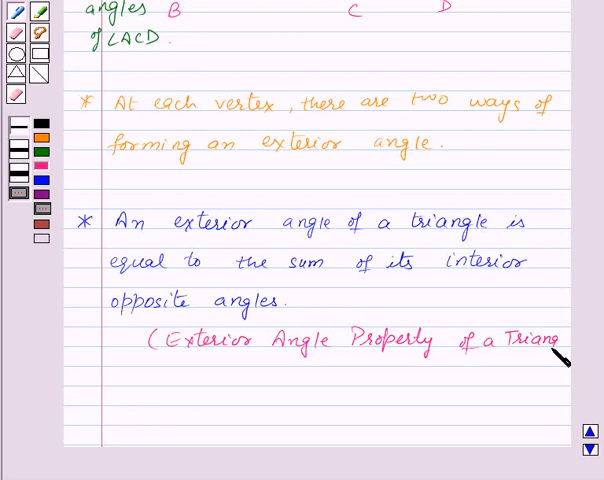 angles B C D
of ∠ACD.
* At each vertex, there are two ways of
forming an exterior angle.
* An exterior angle of a triangle is
equal to the sum of its interior
opposite angles.
(Exterior Angle Property of a Triang